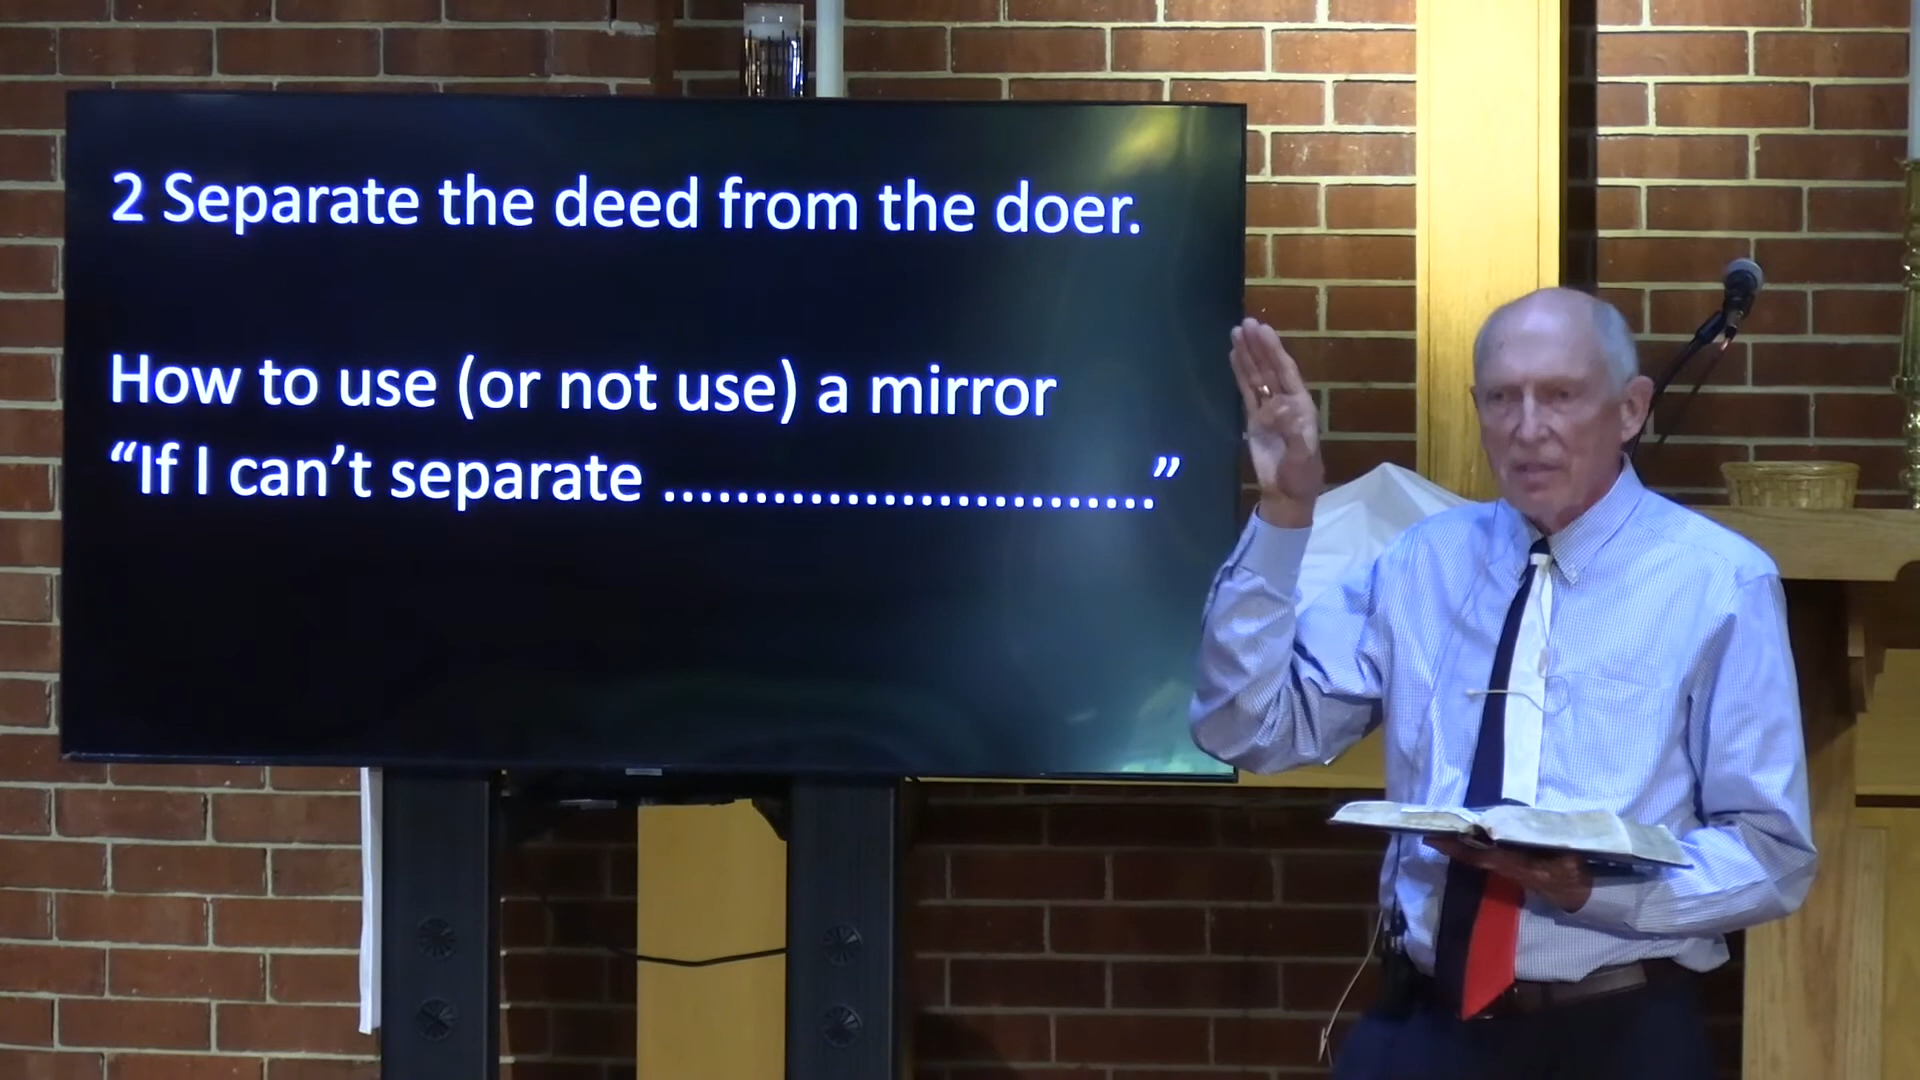 2 Separate the deed from the doer.
How to use (or not use) a mirror
“If I can’t separate ...........................”